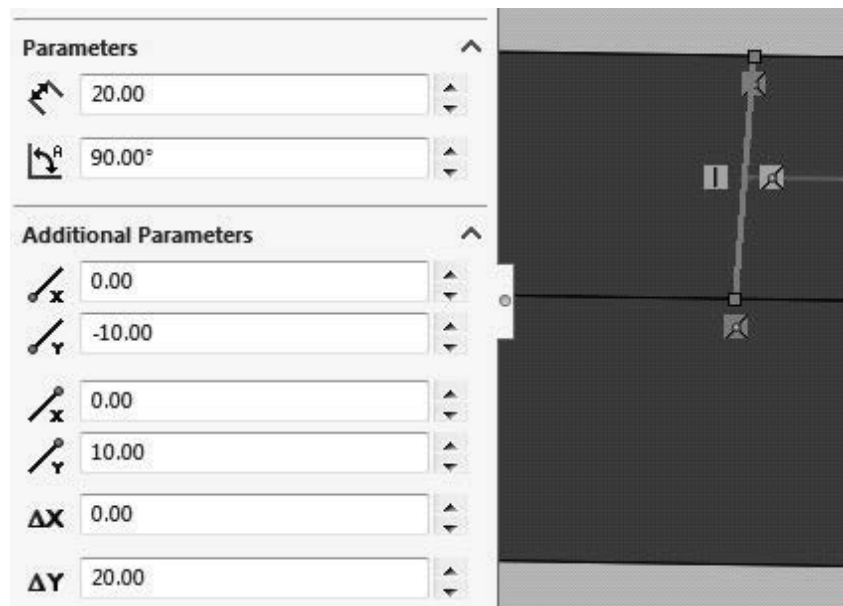 Parameters
20.00
A
90.00°
Additional Parameters
X
0.00
Y
-10.00
X
0.00
Y
10.00
ΔX
0.00
ΔY
20.00